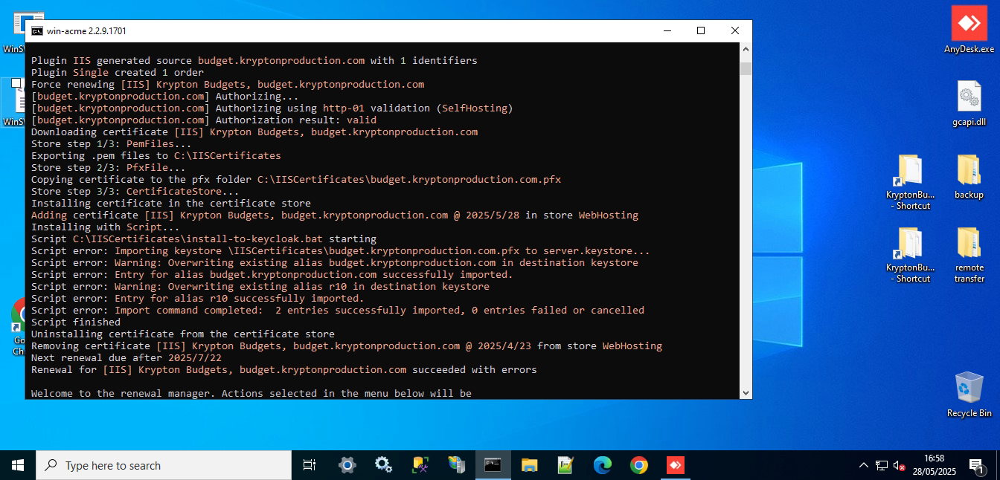 win-acme 2.2.9.1701
Plugin IIS generated source budget.kryptonproduction.com with 1 identifiers
Plugin Single created 1 order
Force renewing [IIS] Krypton Budgets, budget.kryptonproduction.com
[budget.kryptonproduction.com] Authorizing...
[budget.kryptonproduction.com] Authorizing using http-01 validation (SelfHosting)
[budget.kryptonproduction.com] Authorization result: valid
Downloading certificate [IIS] Krypton Budgets, budget.kryptonproduction.com
Store step 1/3: PemFiles...
Exporting .pem files to C:\IISCertificates
Store step 2/3: PfxFile...
Copying certificate to the pfx folder C:\IISCertificates\budget.kryptonproduction.com.pfx
Store step 3/3: CertificateStore...
Installing certificate in the certificate store
Adding certificate [IIS] Krypton Budgets, budget.kryptonproduction.com @ 2025/5/28 in store WebHosting
Installing with Script...
Script C:\IISCertificates\install-to-keycloak.bat starting
Script error: Importing keystore \IISCertificates\budget.kryptonproduction.com.pfx to server.keystore...
Script error: Warning: Overwriting existing alias budget.kryptonproduction.com in destination keystore
Script error: Entry for alias budget.kryptonproduction.com successfully imported.
Script error: Warning: Overwriting existing alias r10 in destination keystore
Script error: Entry for alias r10 successfully imported.
Script error: Import command completed:  2 entries successfully imported, 0 entries failed or cancelled
Script finished
Uninstalling certificate from the certificate store
Removing certificate [IIS] Krypton Budgets, budget.kryptonproduction.com @ 2025/4/23 from store WebHosting
Next renewal due after 2025/7/22
Renewal for [IIS] Krypton Budgets, budget.kryptonproduction.com succeeded with errors
Welcome to the renewal manager. Actions selected in the menu below will be
WinS
WinS
Go
Ch
AnyDesk.exe
gcapi.dll
KryptonBu...
- Shortcut
backup
KryptonBu...
- Shortcut
remote
transfer
Recycle Bin
Type here to search
16:58
28/05/2025
1